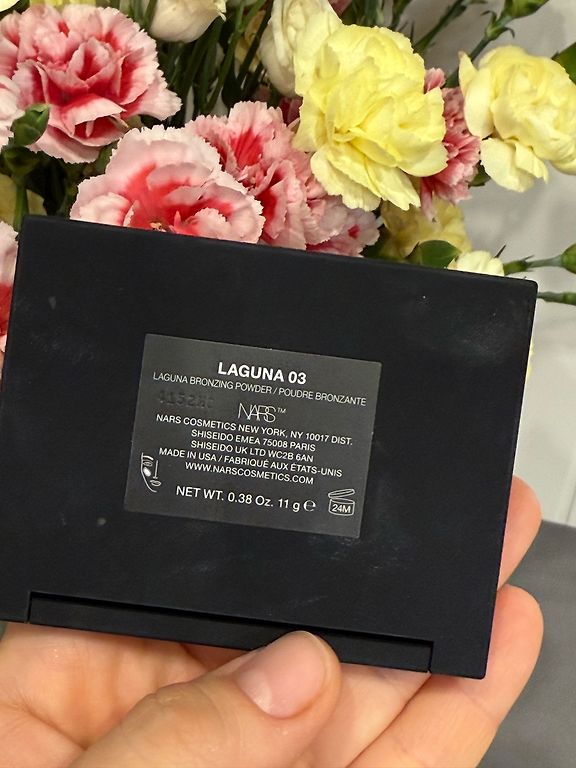 LAGUNA 03
LAGUNA BRONZING POWDER / POUDRE BRONZANTE
NARS™
NARS COSMETICS NEW YORK, NY 10017 DIST.
SHISEIDO EMEA 75008 PARIS
SHISEIDO UK LTD WC2B 6AN
MADE IN USA / FABRIQUÉ AUX ÉTATS-UNIS
WWW.NARSCOSMETICS.COM
NET WT. 0.38 Oz. 11 g ℮
24M